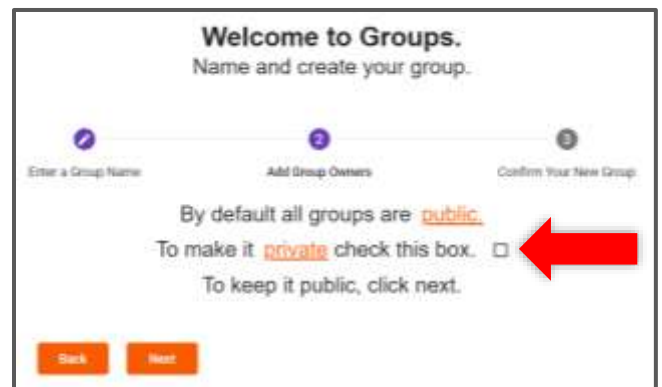 Welcome to Groups.
Name and create your group.
2
3
Enter a Group Name
Add Group Owners
Confirm Your New Group
By default all groups are public.
To make it private check this box.
To keep it public, click next.
Back
Next